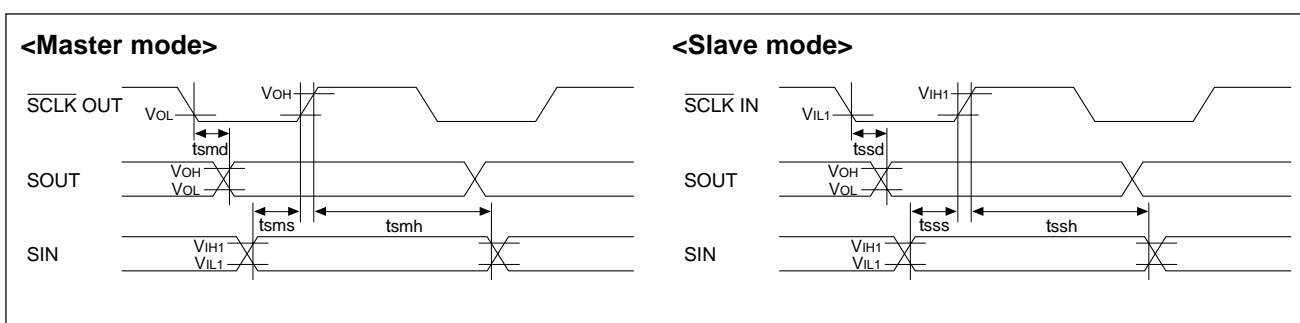 <Master mode>
SCLK OUT
VOH
VOL
tsmd
SOUT
VOH
VOL
tsms
tsmh
SIN
VIH1
VIL1
<Slave mode>
SCLK IN
VIH1
VIL1
tssd
SOUT
VOH
VOL
tsss
tssh
SIN
VIH1
VIL1